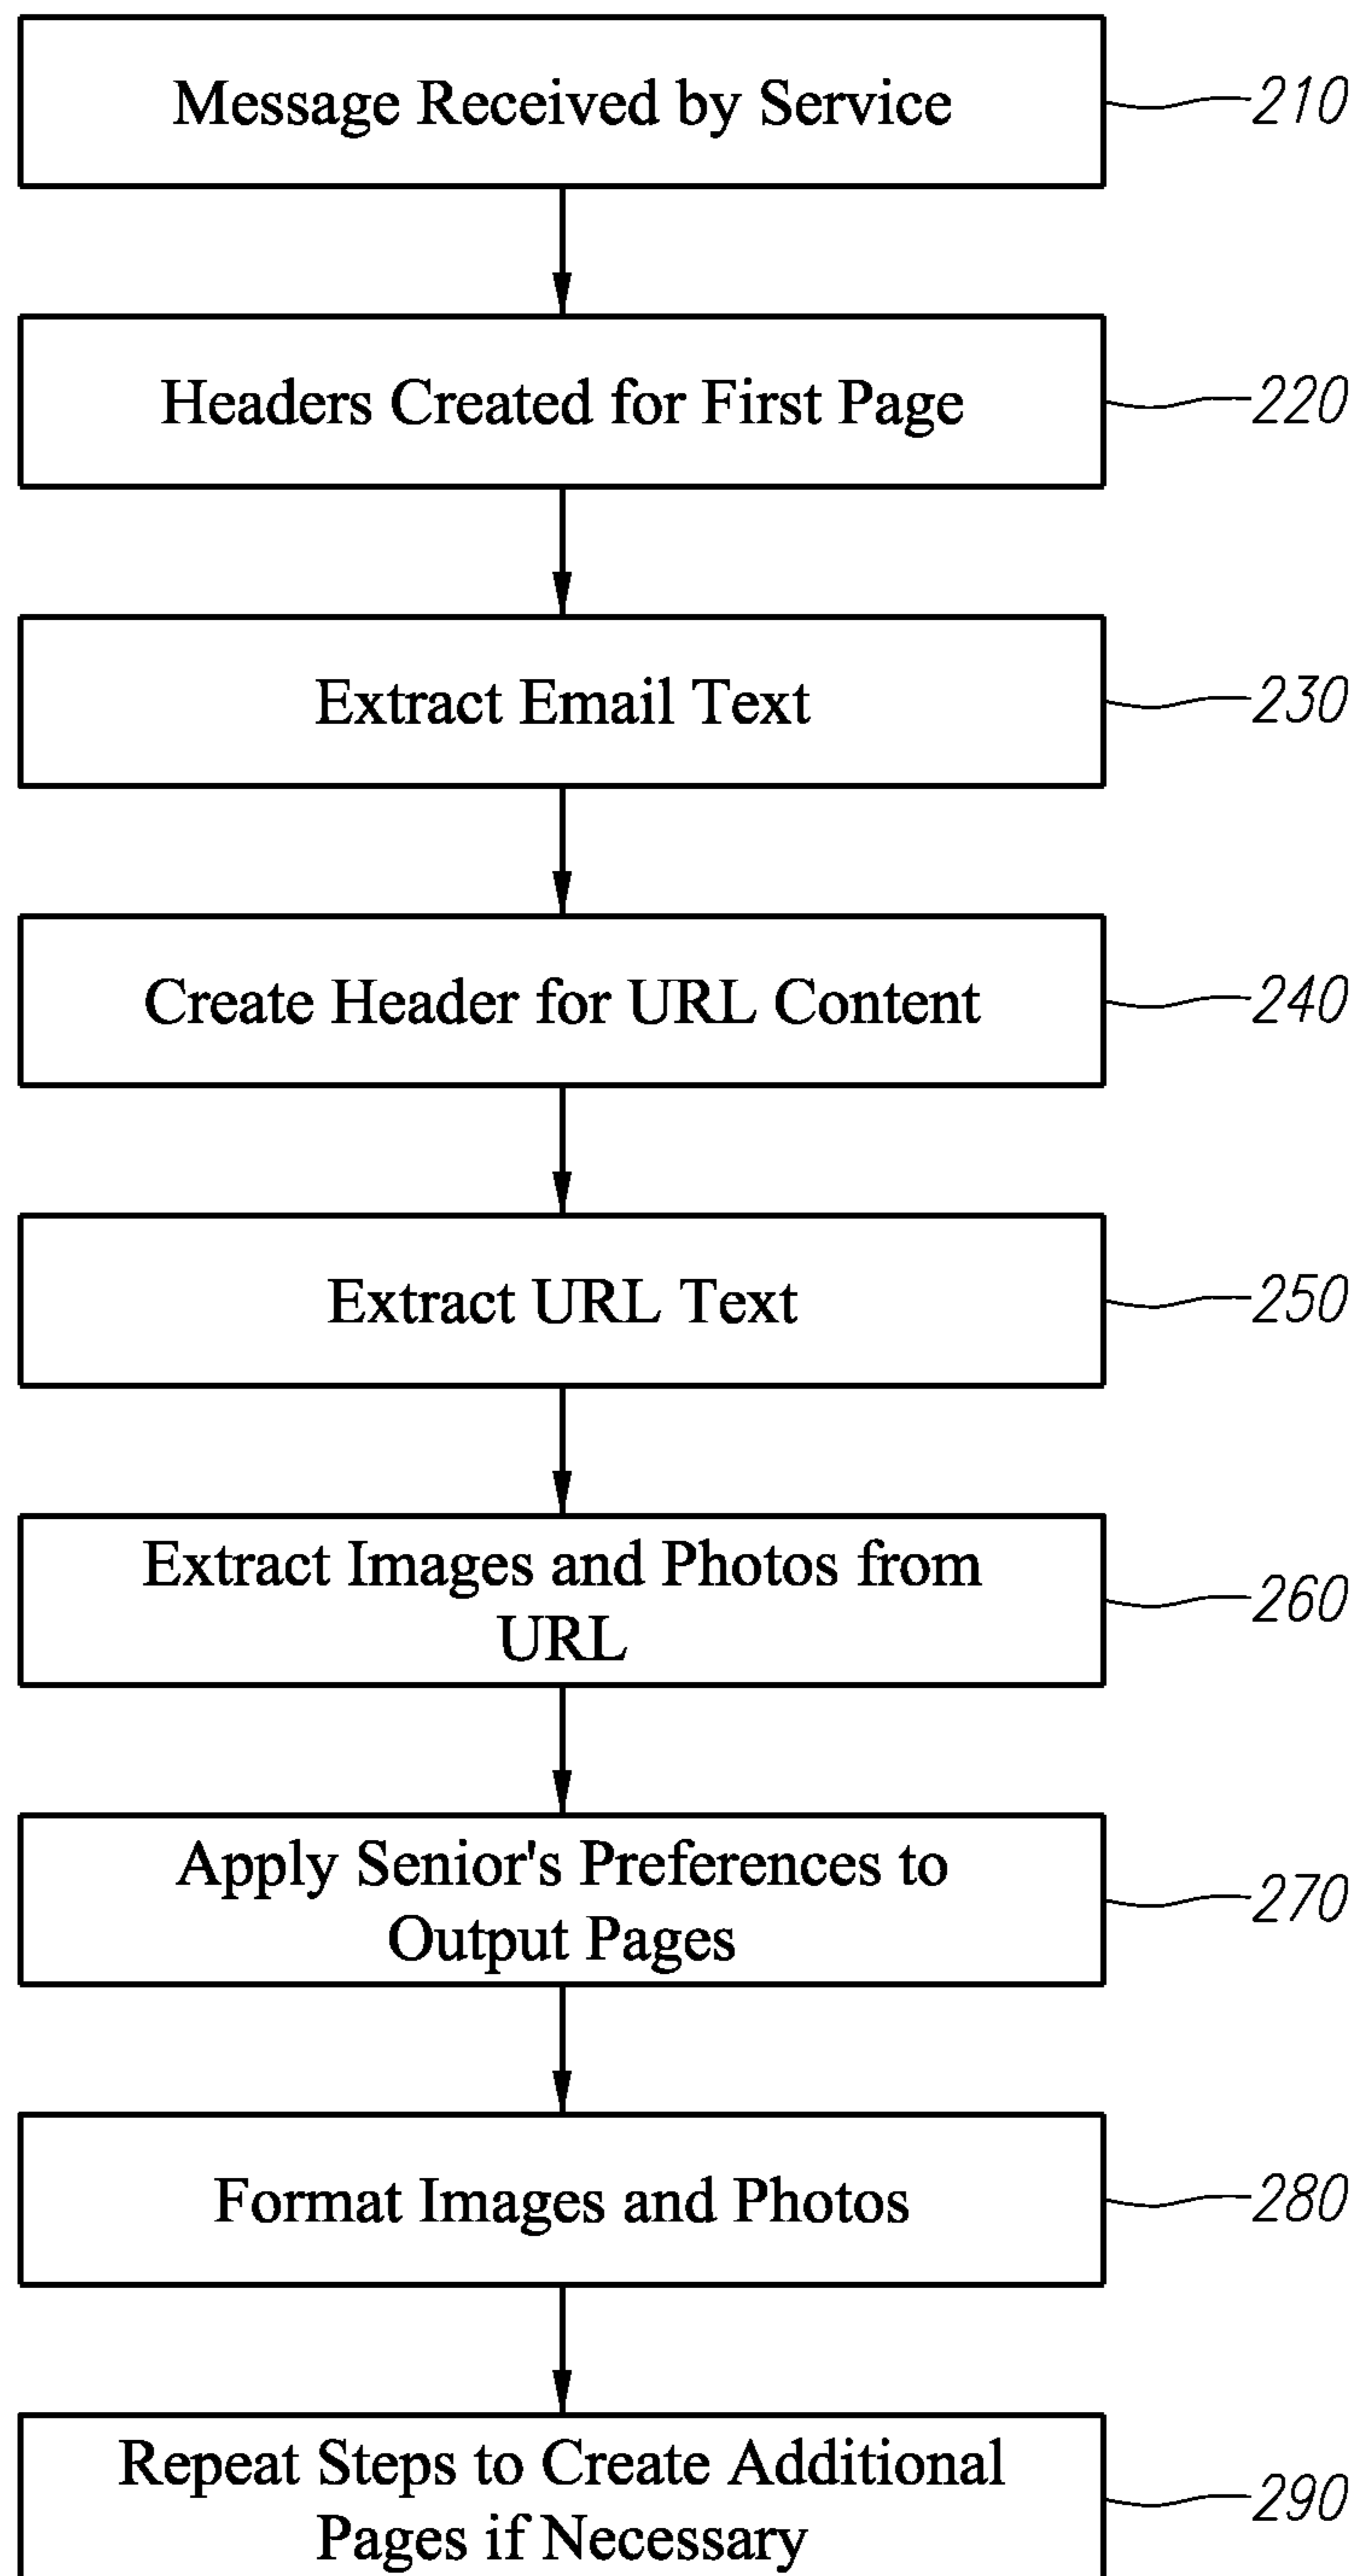 Message Received by Service
210
Headers Created for First Page
220
Extract Email Text
230
Create Header for URL Content
240
Extract URL Text
250
Extract Images and Photos from
URL
260
Apply Senior's Preferences to
Output Pages
270
Format Images and Photos
280
Repeat Steps to Create Additional
Pages if Necessary
290